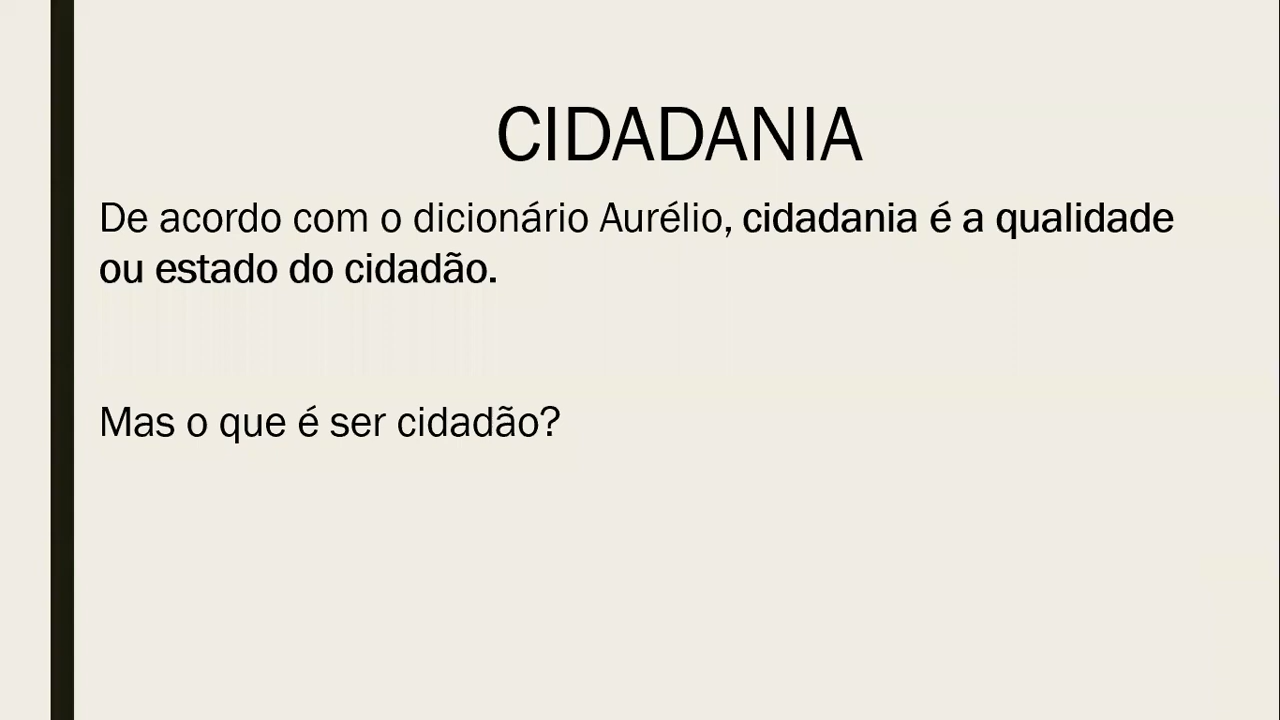 CIDADANIA
De acordo com o dicionário Aurélio, cidadania é a qualidade
ou estado do cidadão.
Mas o que é ser cidadão?